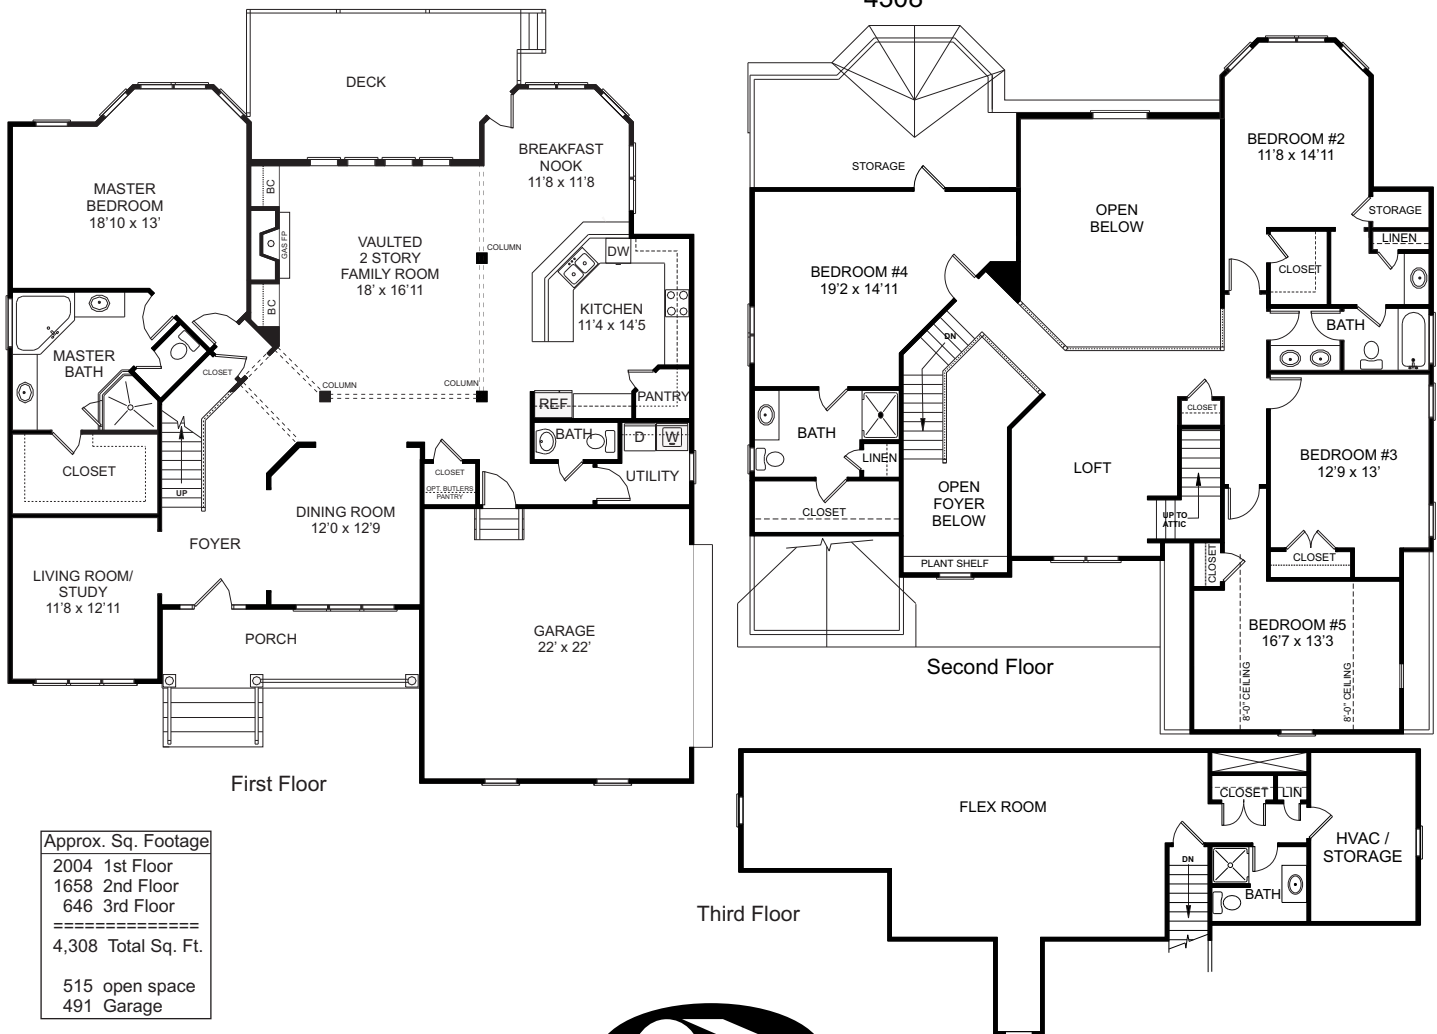 4308
DECK
BREAKFAST
NOOK
11'8 x 11'8
MASTER
BEDROOM
18'10 x 13'
BC
GAS FP
BC
VAULTED
2 STORY
FAMILY ROOM
18' x 16'11
COLUMN
DW
KITCHEN
11'4 x 14'5
MASTER
BATH
CLOSET
COLUMN
COLUMN
REF
PANTRY
BATH
D
W
UTILITY
CLOSET
UP
CLOSET
OPT. BUTLERS
PANTRY
DINING ROOM
12'0 x 12'9
FOYER
LIVING ROOM/
STUDY
11'8 x 12'11
PORCH
GARAGE
22' x 22'
First Floor
STORAGE
BEDROOM #2
11'8 x 14'11
OPEN
BELOW
STORAGE
LINEN
CLOSET
BEDROOM #4
19'2 x 14'11
DN
BATH
CLOSET
BATH
LINEN
LOFT
BEDROOM #3
12'9 x 13'
OPEN
FOYER
BELOW
CLOSET
UP TO
ATTIC
PLANT SHELF
CLOSET
CLOSET
BEDROOM #5
16'7 x 13'3
8'-0" CEILING
8'-0" CEILING
Second Floor
FLEX ROOM
CLOSET
LIN
HVAC /
STORAGE
DN
BATH
Third Floor
Approx. Sq. Footage
2004 1st Floor
1658 2nd Floor
646 3rd Floor
==============
4,308 Total Sq. Ft.
515 open space
491 Garage